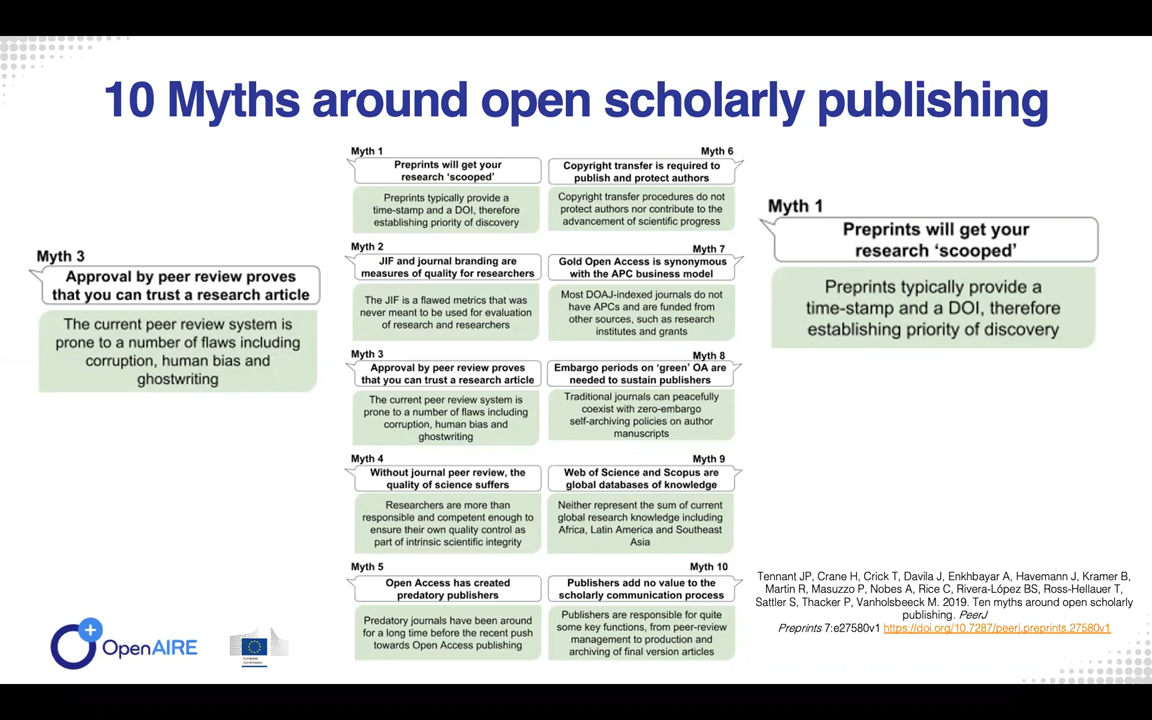 10 Myths around open scholarly publishing
Myth 3
Approval by peer review proves
that you can trust a research article
The current peer review system is
prone to a number of flaws including
corruption, human bias and
ghostwriting
Myth 1
Preprints will get your
research ‘scooped’
Preprints typically provide a
time-stamp and a DOI, therefore
establishing priority of discovery
Myth 2
JIF and journal branding are
measures of quality for researchers
The JIF is a flawed metrics that was
never meant to be used for evaluation
of research and researchers
Myth 3
Approval by peer review proves
that you can trust a research article
The current peer review system is
prone to a number of flaws including
corruption, human bias and
ghostwriting
Myth 4
Without journal peer review, the
quality of science suffers
Researchers are more than
responsible and competent enough to
ensure their own quality control as
part of intrinsic scientific integrity
Myth 5
Open Access has created
predatory publishers
Predatory journals have been around
for a long time before the recent push
towards Open Access publishing
Myth 6
Copyright transfer is required to
publish and protect authors
Copyright transfer procedures do not
protect authors nor contribute to the
advancement of scientific progress
Myth 7
Gold Open Access is synonymous
with the APC business model
Most DOAJ-indexed journals do not
have APCs and are funded from
other sources, such as research
institutes and grants
Myth 8
Embargo periods on ‘green’ OA are
needed to sustain publishers
Traditional journals can peacefully
coexist with zero-embargo
self-archiving policies on author
manuscripts
Myth 9
Web of Science and Scopus are
global databases of knowledge
Neither represent the sum of current
global research knowledge including
Africa, Latin America and Southeast
Asia
Myth 10
Publishers add no value to the
scholarly communication process
Publishers are responsible for quite
some key functions, from peer-review
management to production and
archiving of final version articles
Myth 1
Preprints will get your
research ‘scooped’
Preprints typically provide a
time-stamp and a DOI, therefore
establishing priority of discovery
Tennant JP, Crane H, Crick T, Davila J, Enkhbayar A, Havemann J, Kramer B,
Martin R, Masuzzo P, Nobes A, Rice C, Rivera-López BS, Ross-Hellauer T,
Sattler S, Thacker P, Vanholsbeeck M. 2019. Ten myths around open scholarly
publishing. PeerJ
Preprints 7:e27580v1 https://doi.org/10.7287/peerj.preprints.27580v1
OpenAIRE
European
Commission